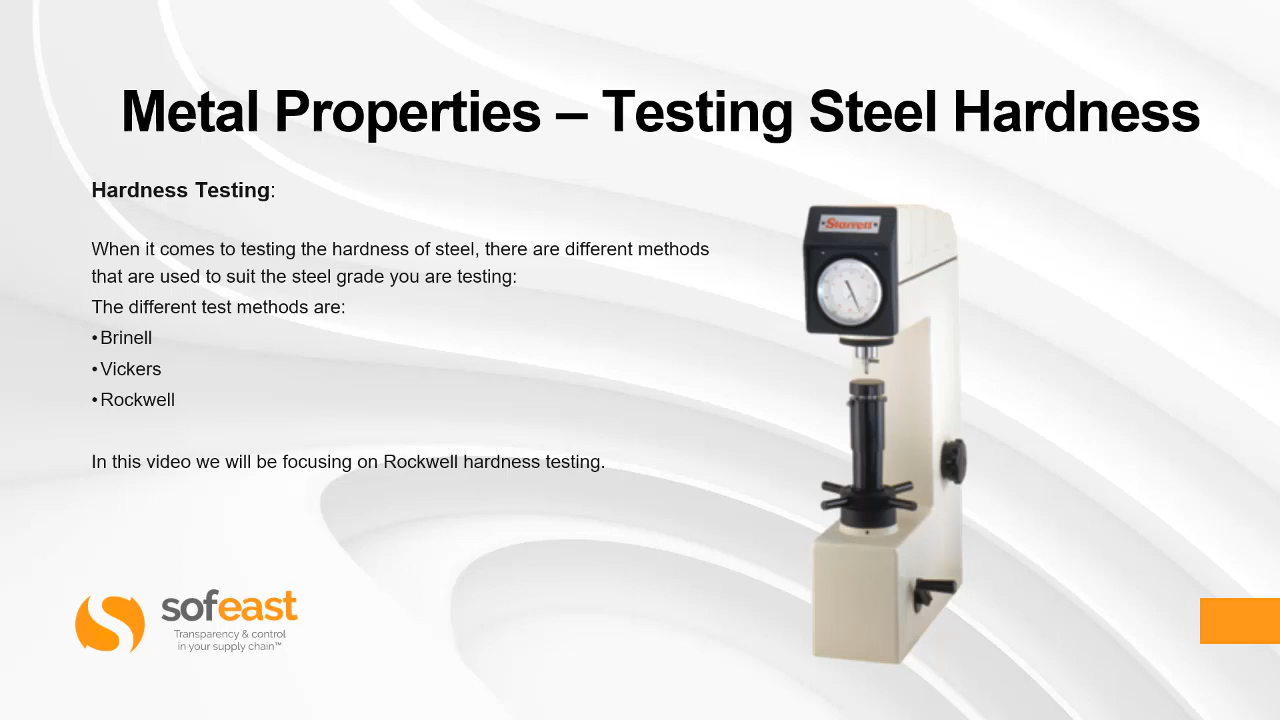 Metal Properties – Testing Steel Hardness
Hardness Testing:
When it comes to testing the hardness of steel, there are different methods
that are used to suit the steel grade you are testing:
The different test methods are:
•Brinell
•Vickers
•Rockwell
In this video we will be focusing on Rockwell hardness testing.
Starrett
sofeast
Transparency & control
in your supply chain™